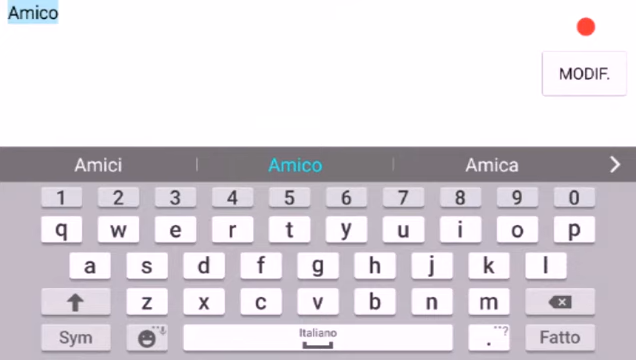 Amico
MODIF.
Amici Amico Amica
1 2 3 4 5 6 7 8 9 0
q w e r t y u i o p
a s d f g h j k l
z x c v b n m
Sym Italiano . ? Fatto